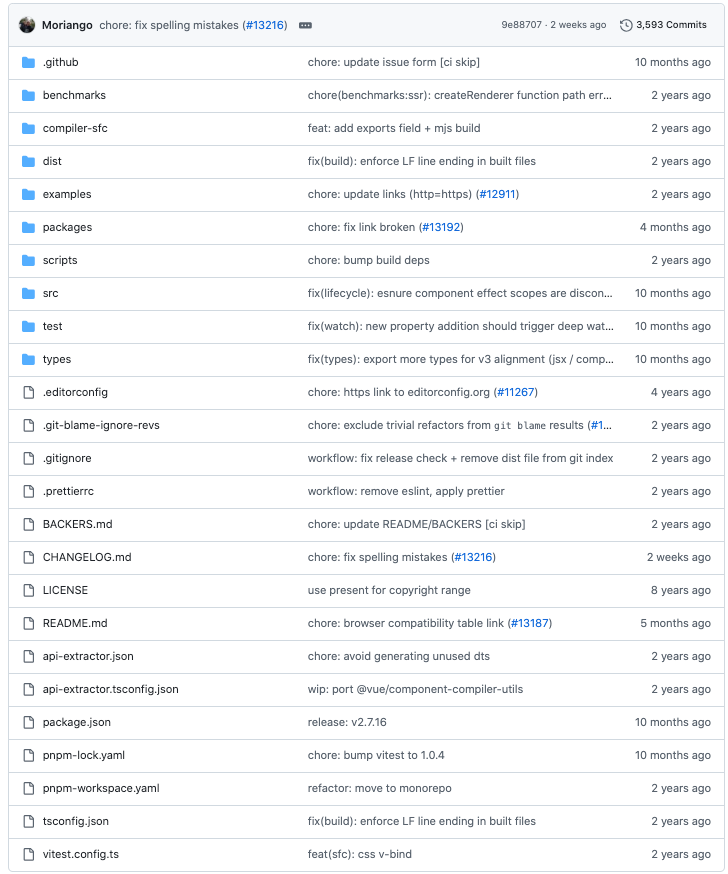 Moriango chore: fix spelling mistakes (#13216) 9e88707 · 2 weeks ago 3,593 Commits
.github chore: update issue form [ci skip] 10 months ago
benchmarks chore(benchmarks:ssr): createRenderer function path err... 2 years ago
compiler-sfc feat: add exports field + mjs build 2 years ago
dist fix(build): enforce LF line ending in built files 2 years ago
examples chore: update links (http=https) (#12911) 2 years ago
packages chore: fix link broken (#13192) 4 months ago
scripts chore: bump build deps 2 years ago
src fix(lifecycle): esnure component effect scopes are discon... 10 months ago
test fix(watch): new property addition should trigger deep wat... 10 months ago
types fix(types): export more types for v3 alignment (jsx / comp... 10 months ago
.editorconfig chore: https link to editorconfig.org (#11267) 4 years ago
.git-blame-ignore-revs chore: exclude trivial refactors from git blame results (#1... 2 years ago
.gitignore workflow: fix release check + remove dist file from git index 2 years ago
.prettierrc workflow: remove eslint, apply prettier 2 years ago
BACKERS.md chore: update README/BACKERS [ci skip] 2 years ago
CHANGELOG.md chore: fix spelling mistakes (#13216) 2 weeks ago
LICENSE use present for copyright range 8 years ago
README.md chore: browser compatibility table link (#13187) 5 months ago
api-extractor.json chore: avoid generating unused dts 2 years ago
api-extractor.tsconfig.json wip: port @vue/component-compiler-utils 2 years ago
package.json release: v2.7.16 10 months ago
pnpm-lock.yaml chore: bump vitest to 1.0.4 10 months ago
pnpm-workspace.yaml refactor: move to monorepo 2 years ago
tsconfig.json fix(build): enforce LF line ending in built files 2 years ago
vitest.config.ts feat(sfc): css v-bind 2 years ago